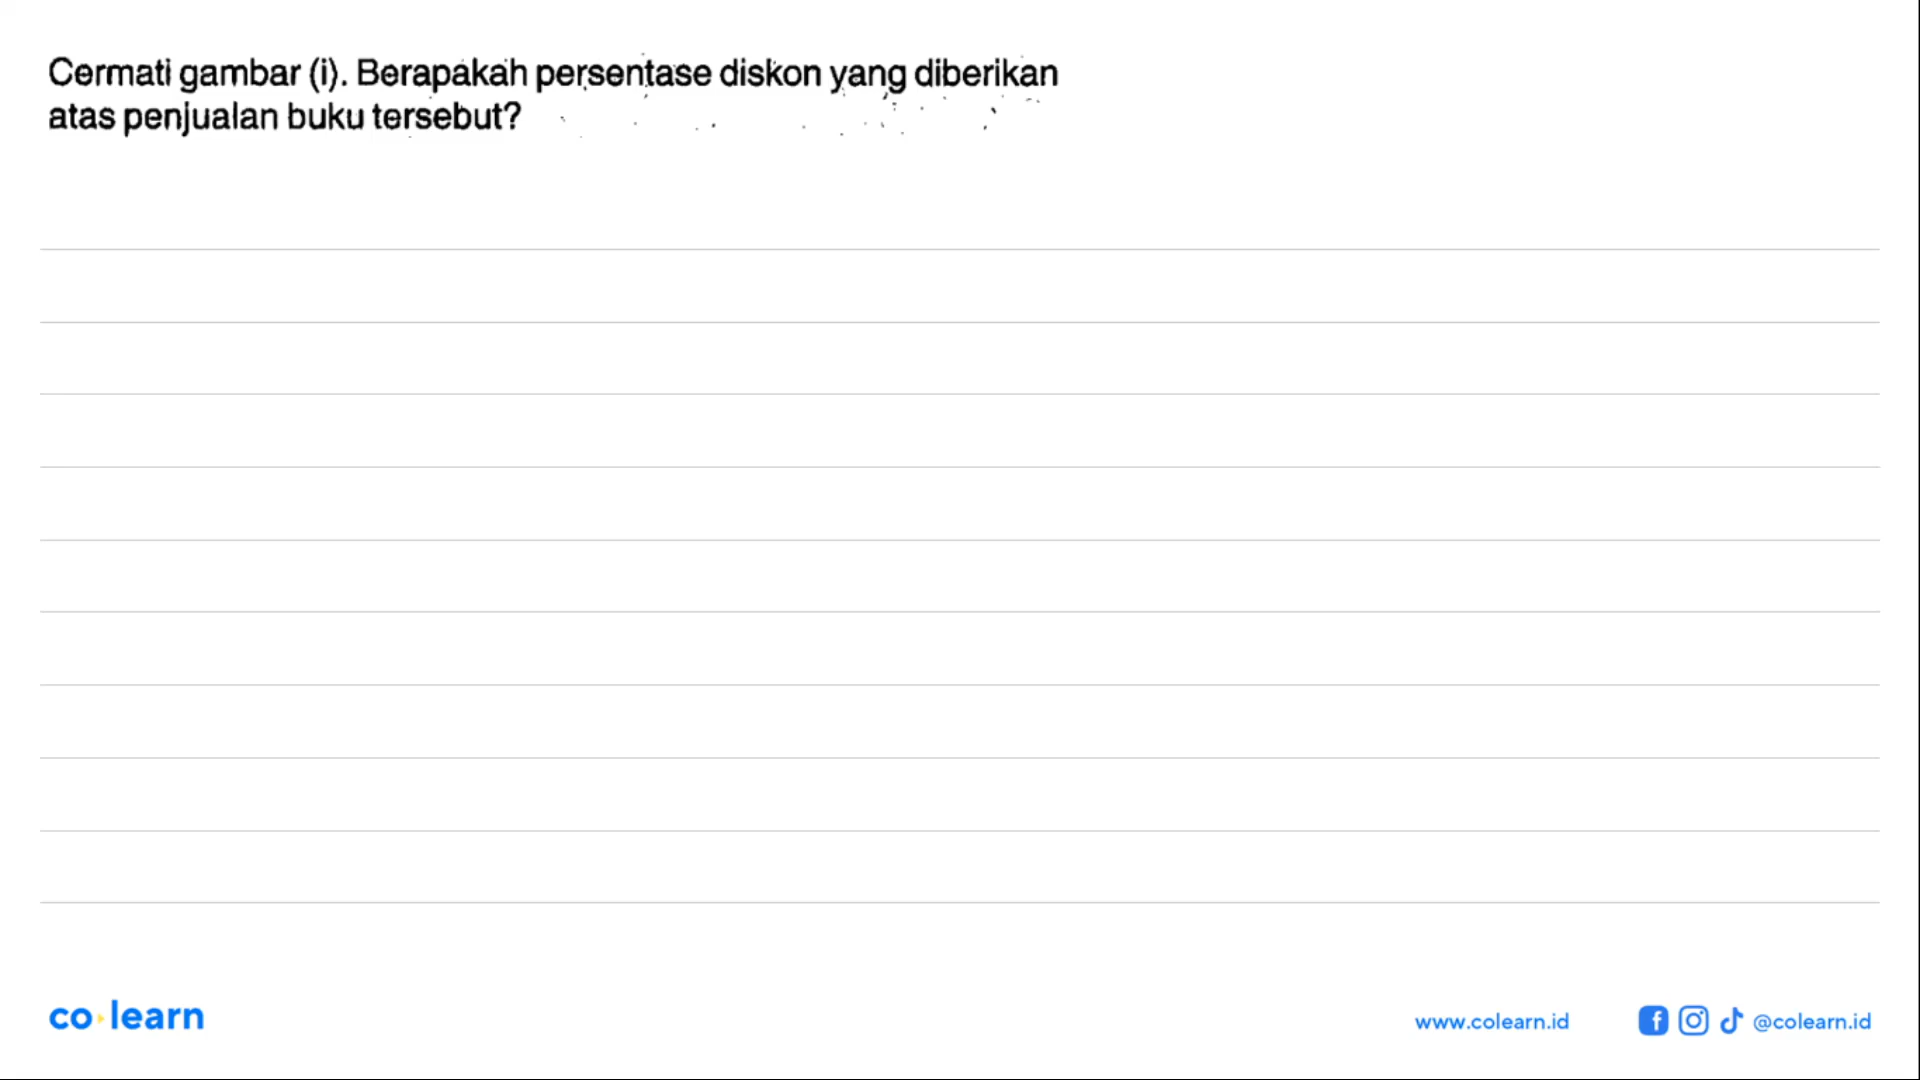 Cermati gambar (i). Berapakah persentase diskon yang diberikan
atas penjualan buku tersebut?
co learn
www.colearn.id
@colearn.id